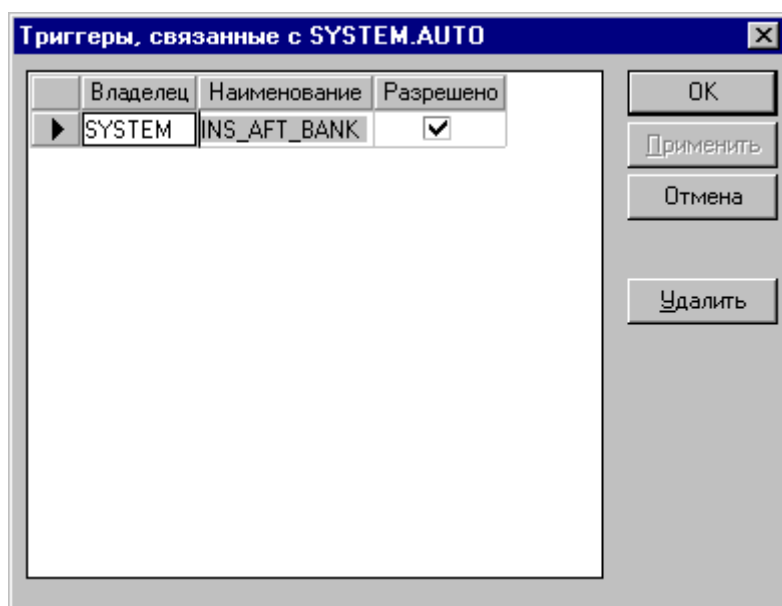 Триггеры, связанные с SYSTEM.AUTO
Владелец Наименование Разрешено
SYSTEM INS_AFT_BANK
OK
Применить
Отмена
Удалить